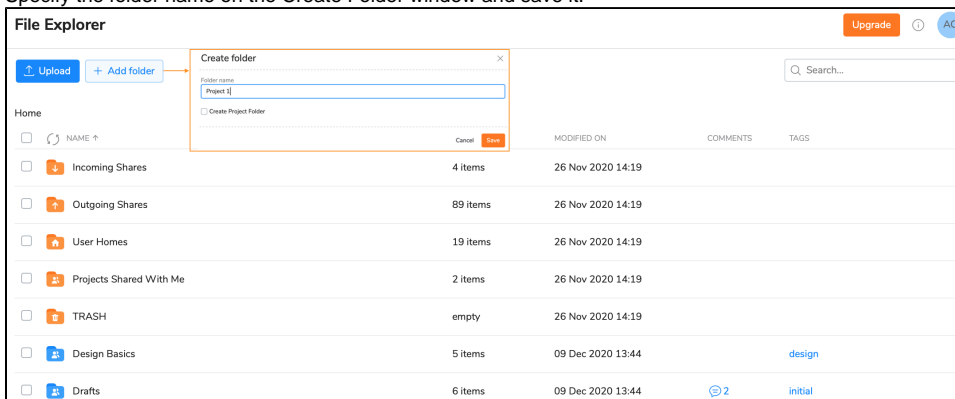 Specify the folder name on the Create Folder window and save it.
File Explorer
Upgrade
AC
Upload
+ Add folder
Create folder
Folder name
Project 1
Create Project Folder
Cancel Save
Search...
Home
NAME ↑ MODIFIED ON COMMENTS TAGS
Incoming Shares 4 items 26 Nov 2020 14:19
Outgoing Shares 89 items 26 Nov 2020 14:19
User Homes 19 items 26 Nov 2020 14:19
Projects Shared With Me 2 items 26 Nov 2020 14:19
TRASH empty 26 Nov 2020 14:19
Design Basics 5 items 09 Dec 2020 13:44 design
Drafts 6 items 09 Dec 2020 13:44 2 initial